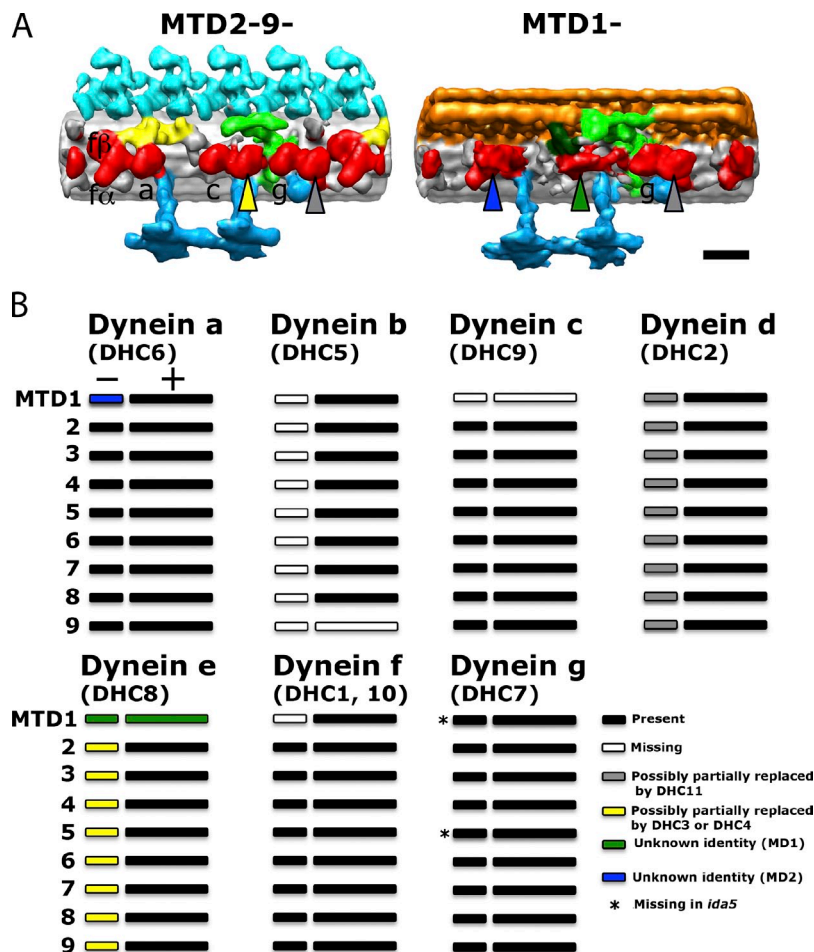 A
MTD2-9-
MTD1-
fβ
fα
a
c
g
g
B
Dynein a
(DHC6)
Dynein b
(DHC5)
Dynein c
(DHC9)
Dynein d
(DHC2)
− +
MTD1
2
3
4
5
6
7
8
9
Dynein e
(DHC8)
Dynein f
(DHC1, 10)
Dynein g
(DHC7)
MTD1
2
3
4
5
6
7
8
9
*
*
Present
Missing
Possibly partially replaced
by DHC11
Possibly partially replaced
by DHC3 or DHC4
Unknown identity (MD1)
Unknown identity (MD2)
* Missing in ida5